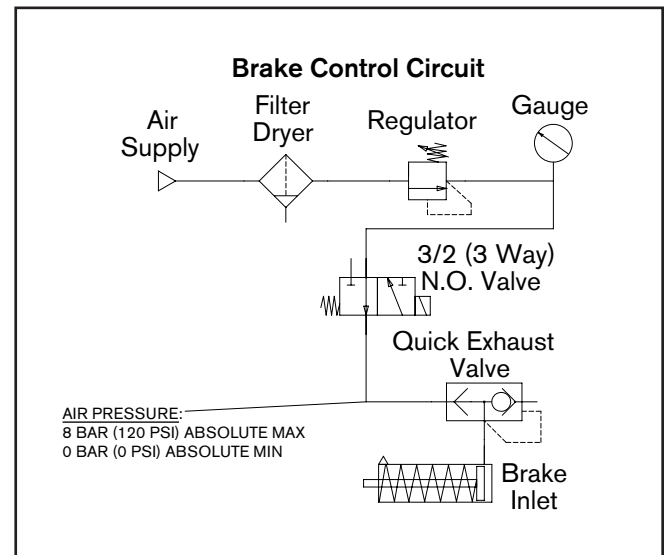 Brake Control Circuit
Air
Supply
Filter
Dryer
Regulator
Gauge
3/2 (3 Way)
N.O. Valve
Quick Exhaust
Valve
AIR PRESSURE:
8 BAR (120 PSI) ABSOLUTE MAX
0 BAR (0 PSI) ABSOLUTE MIN
Brake
Inlet